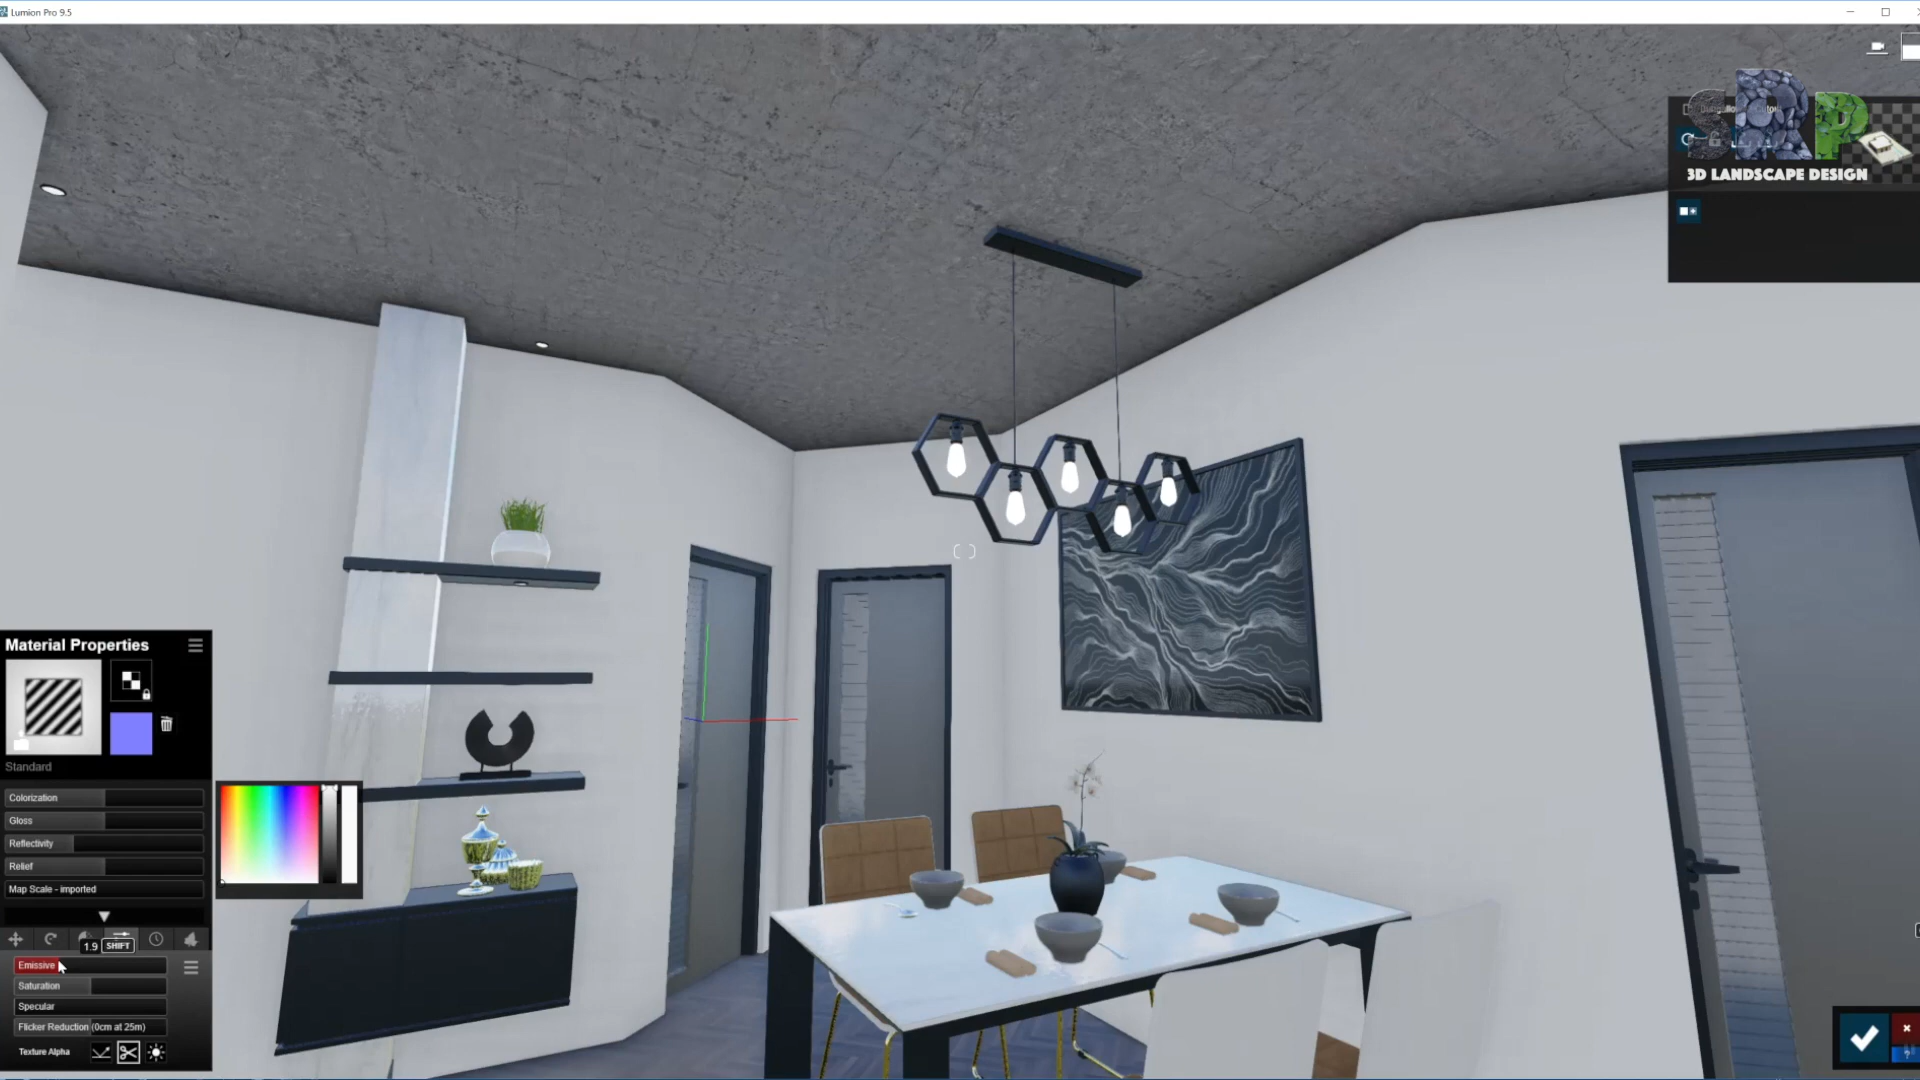 Lumion Pro 9.5
SRP
3D LANDSCAPE DESIGN
Material Properties
Standard
Colorization
Gloss
Reflectivity
Relief
Map Scale - imported
1.9 SHIFT
Emissive
Saturation
Specular
Flicker Reduction (0cm at 25m)
Texture Alpha
?